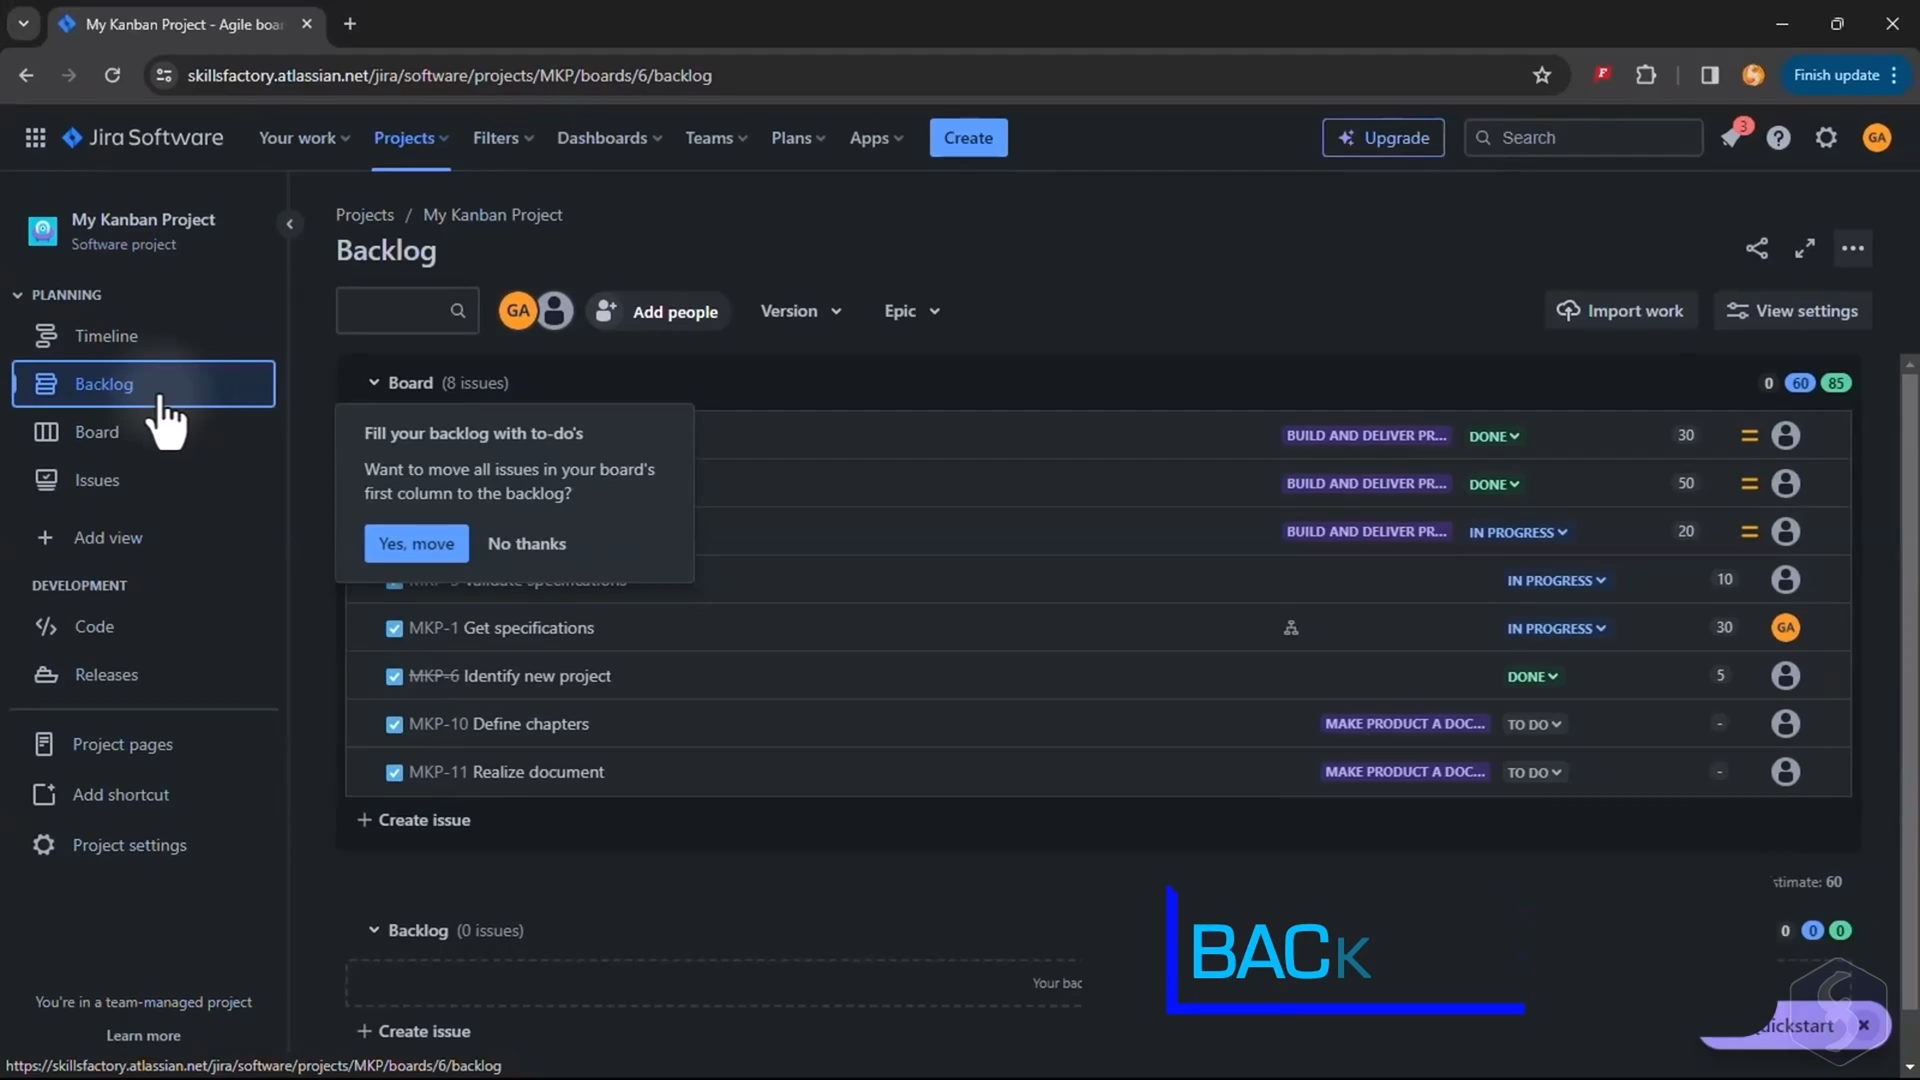 My Kanban Project - Agile boar
skillsfactory.atlassian.net/jira/software/projects/MKP/boards/6/backlog
Finish update
Jira Software
Your work
Projects
Filters
Dashboards
Teams
Plans
Apps
Create
Upgrade
Search
3
GA
My Kanban Project
Software project
Projects / My Kanban Project
Backlog
GA
Add people
Version
Epic
Import work
View settings
PLANNING
Timeline
Backlog
Board
Issues
Add view
DEVELOPMENT
Code
Releases
Project pages
Add shortcut
Project settings
You're in a team-managed project
Learn more
Board (8 issues)
0 60 85
Fill your backlog with to-do's
Want to move all issues in your board's
first column to the backlog?
Yes, move
No thanks
BUILD AND DELIVER PR... DONE 30
BUILD AND DELIVER PR... DONE 50
BUILD AND DELIVER PR... IN PROGRESS 20
IN PROGRESS 10
MKP-1 Get specifications IN PROGRESS 30 GA
MKP-6 Identify new project DONE 5
MKP-10 Define chapters MAKE PRODUCT A DOC... TO DO -
MKP-11 Realize document MAKE PRODUCT A DOC... TO DO -
+ Create issue
stimate: 60
Backlog (0 issues)
0 0 0
Your bac
BACK
+ Create issue
uickstart
https://skillsfactory.atlassian.net/jira/software/projects/MKP/boards/6/backlog